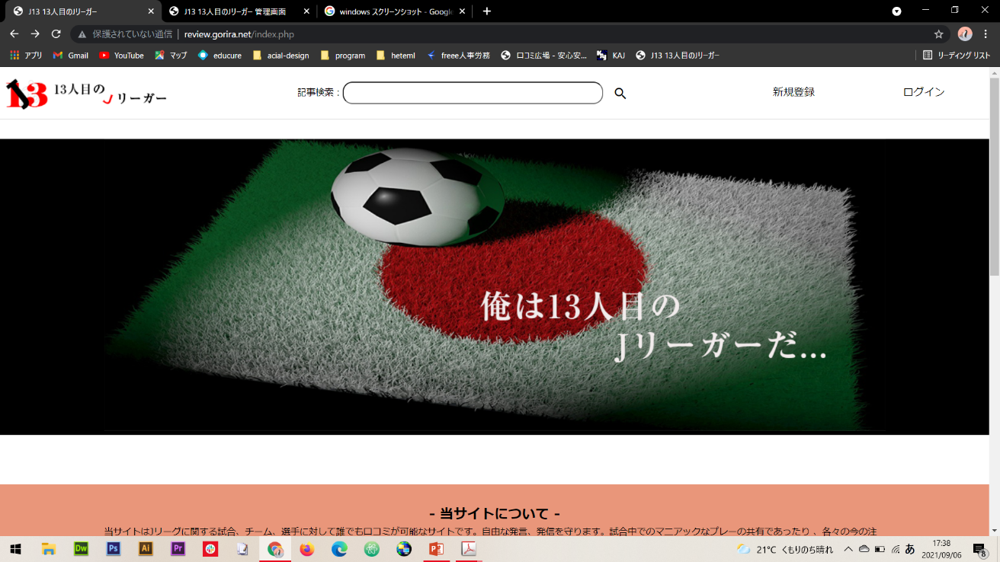 J13 13人目のJリーガー
J13 13人目のJリーガー 管理画面
windows スクリーンショット - Google
保護されていない通信 | review.gorira.net/index.php
アプリ Gmail YouTube マップ educure acial-design program heteml freee人事労務 口コミ広場 - 安心安... KAJ J13 13人目のJリーガー リーディング リスト
13 13人目の
Jリーガー
記事検索：
新規登録
ログイン
俺は13人目の
Jリーガーだ...
- 当サイトについて -
当サイトはJリーグに関する試合、チーム、選手に対して誰でも口コミが可能なサイトです。自由な発言、発信を守ります。試合中でのマニアックなプレーの共有であったり 、各々の今の注
Dw Ps Ai Pr
21°C くもりのち晴れ
あ
17:38
2021/09/06
8